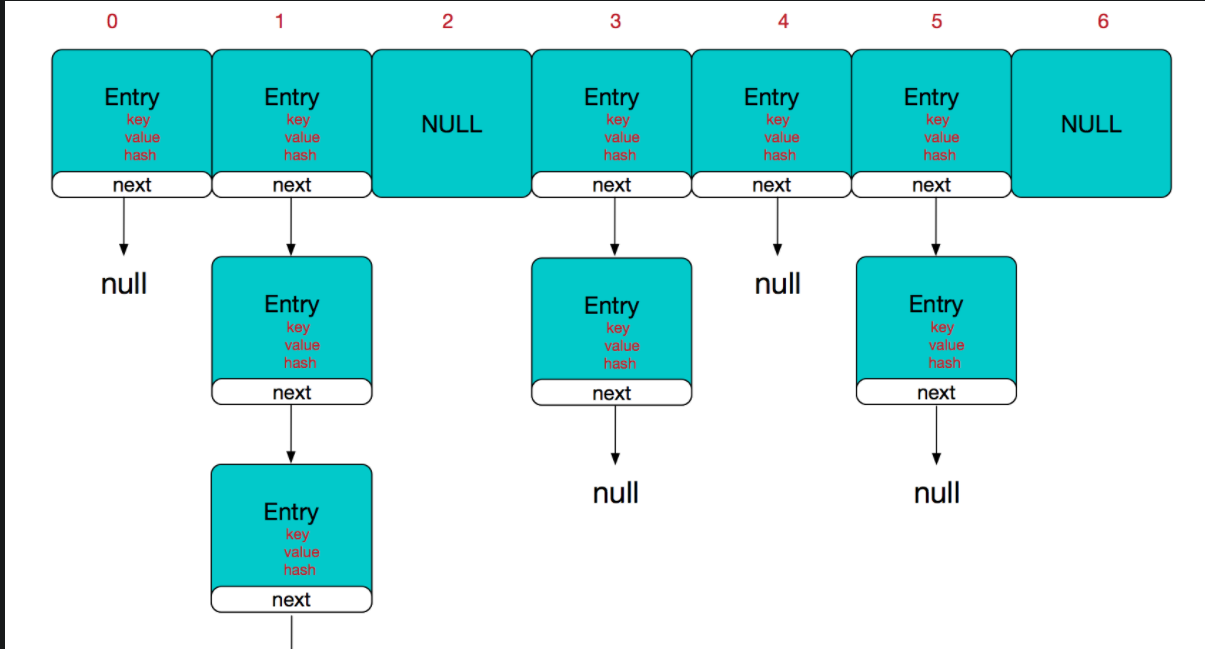 0 1 2 3 4 5 6
Entry Entry NULL Entry Entry Entry NULL
key key key key key
value value value value value
hash hash hash hash hash
next next next next next
null null
Entry Entry Entry
key key key
value value value
hash hash hash
next next next
null null
Entry
key
value
hash
next